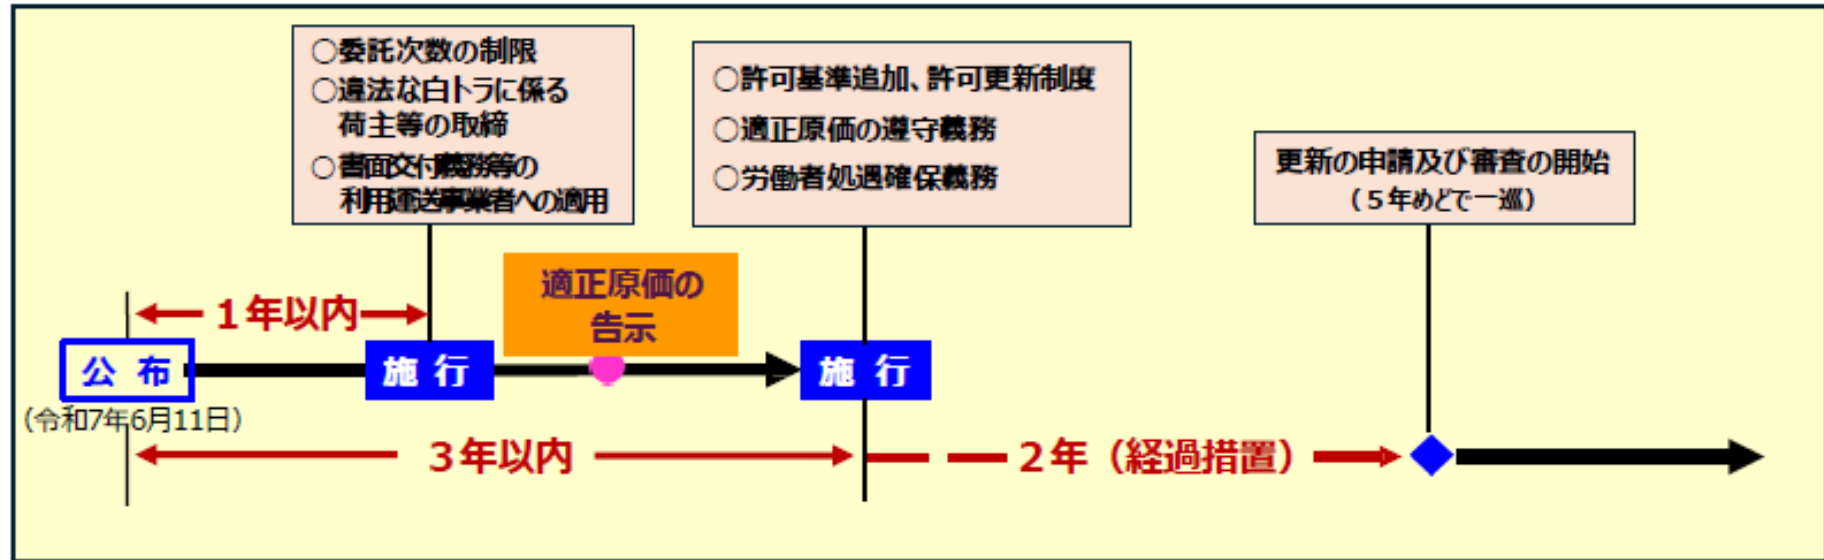 ○委託次数の制限
○違法な白トラに係る
荷主等の取締
○書面交付義務等の
利用運送事業者への適用
○許可基準追加、許可更新制度
○適正原価の遵守義務
○労働者処遇確保義務
更新の申請及び審査の開始
（５年めどで一巡）
適正原価の
告示
１年以内
公 布
施 行
施 行
（令和7年6月11日）
３年以内
２年（経過措置）